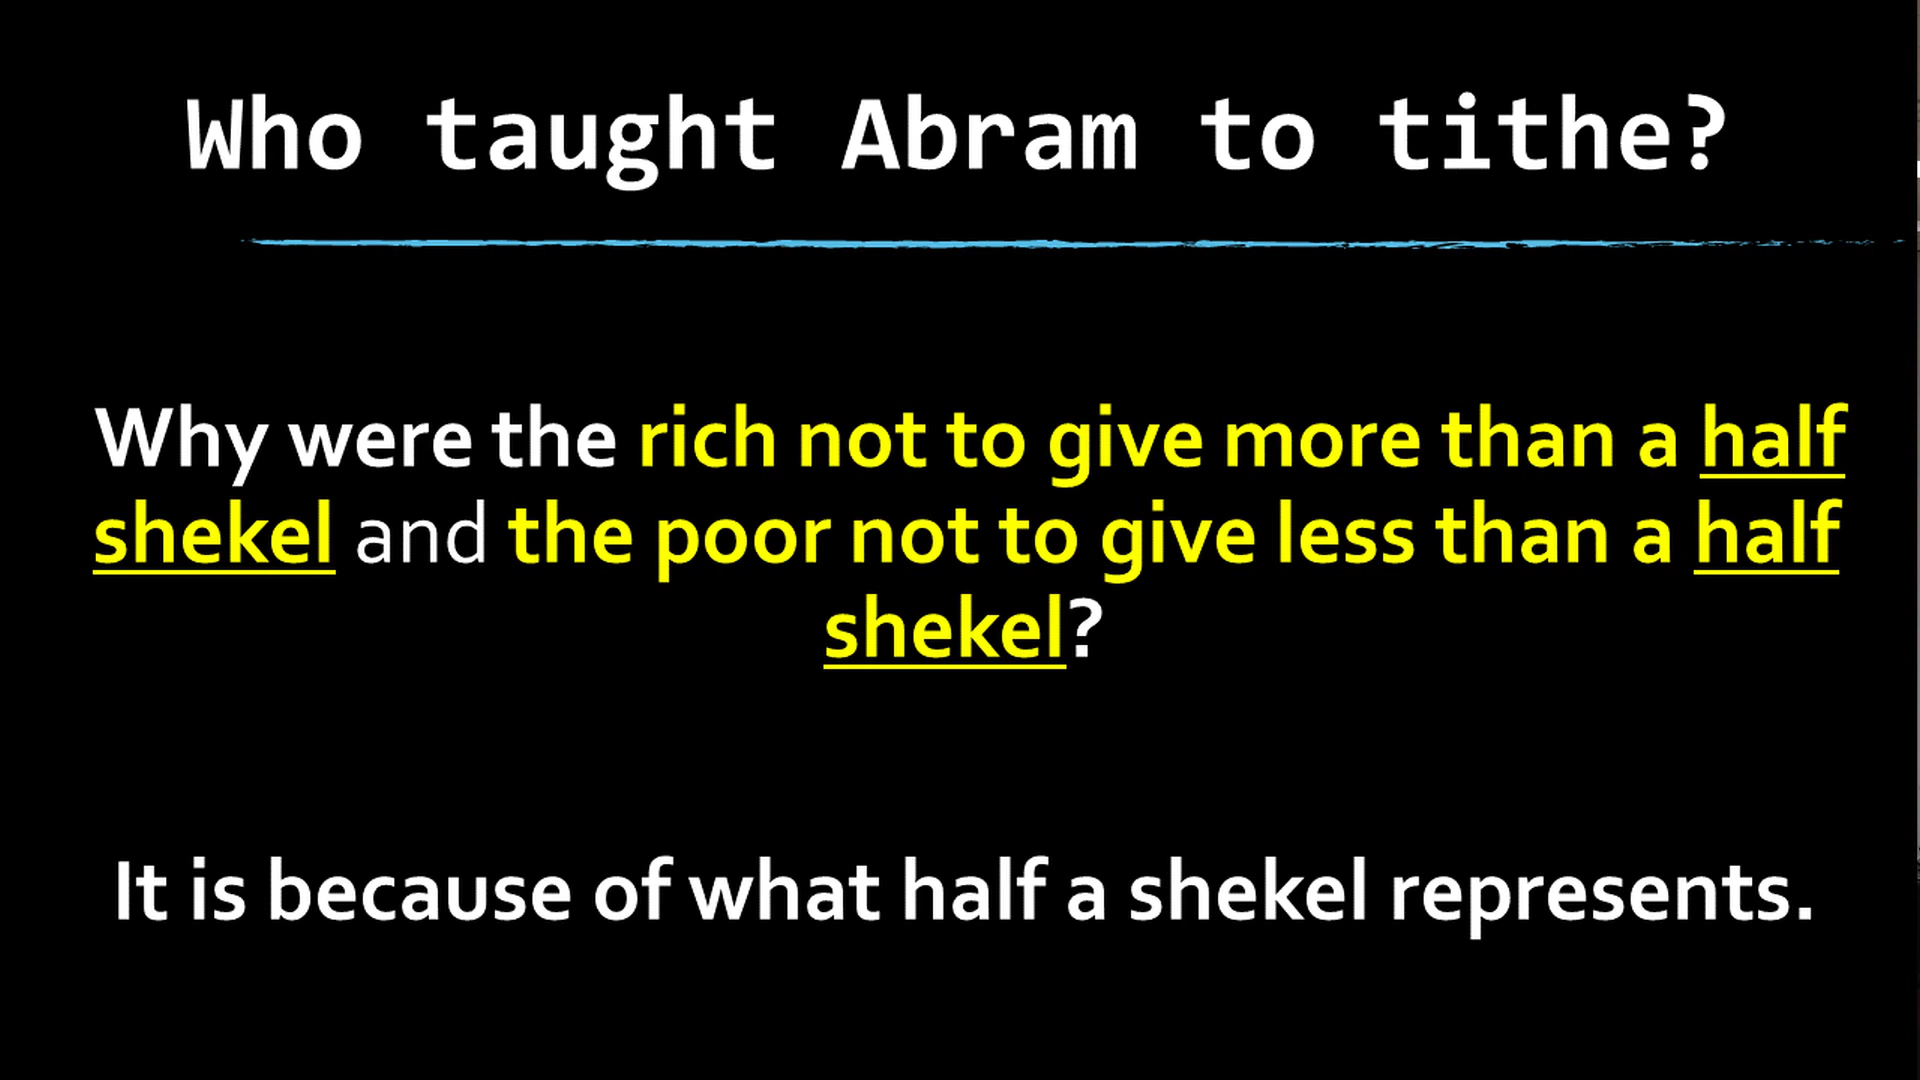 Who taught Abram to tithe?
Why were the rich not to give more than a half
shekel and the poor not to give less than a half
shekel?
It is because of what half a shekel represents.